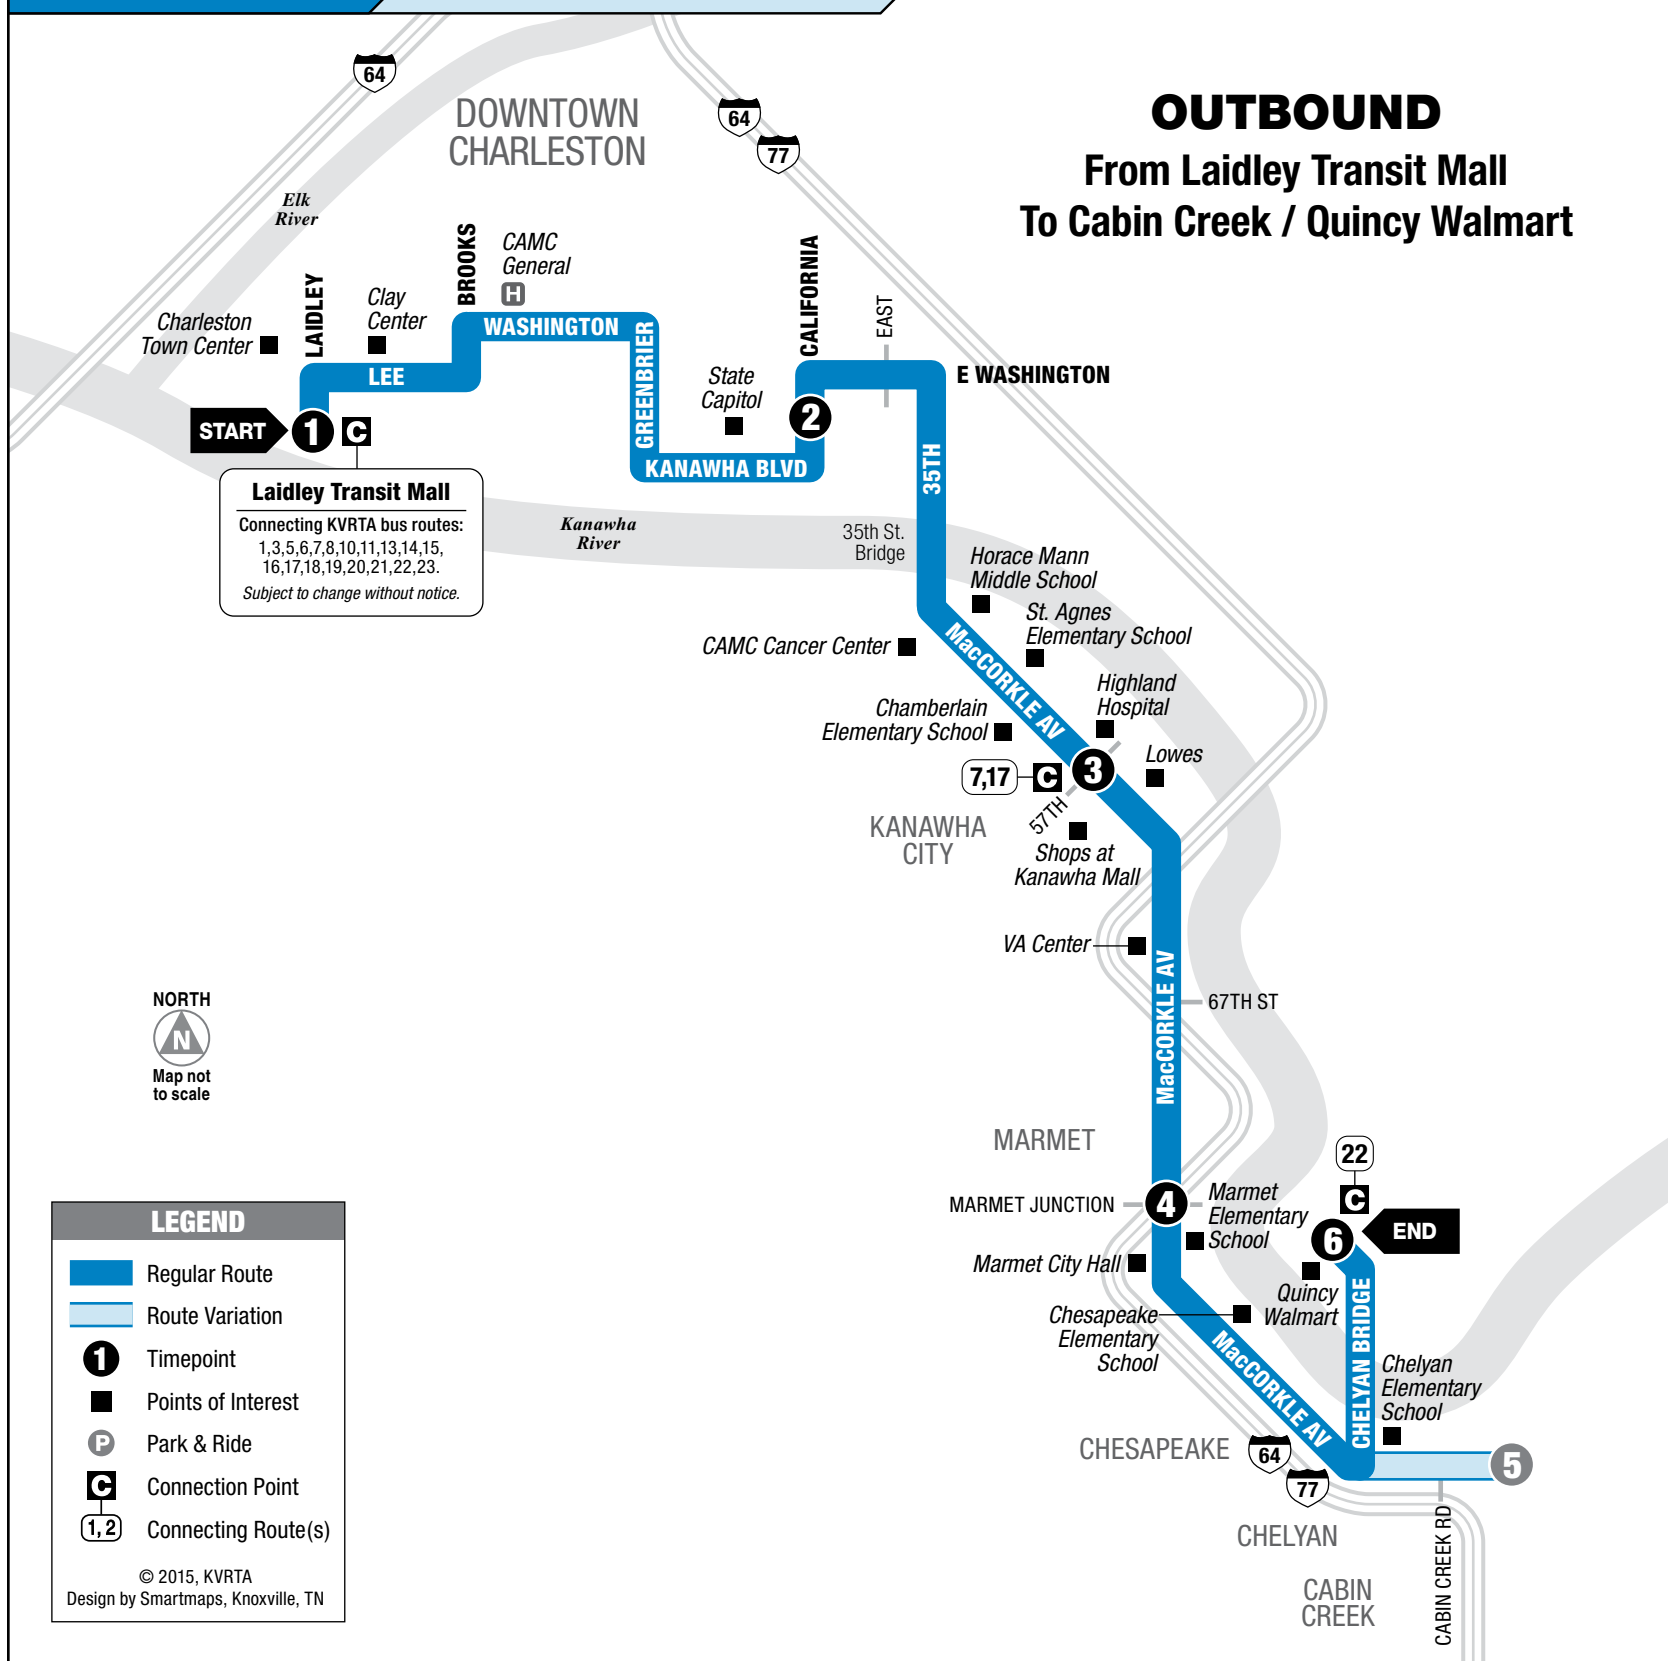 OUTBOUND
From Laidley Transit Mall
To Cabin Creek / Quincy Walmart
64
DOWNTOWN
CHARLESTON
64
77
Elk
River
LAIDLEY
BROOKS
CAMC
General
H
CALIFORNIA
EAST
Charleston
Town Center
Clay
Center
WASHINGTON
GREENBRIER
LEE
State
Capitol
E WASHINGTON
START
1
C
2
KANAWHA BLVD
35TH
Laidley Transit Mall
Connecting KVRTA bus routes:
1,3,5,6,7,8,10,11,13,14,15,
16,17,18,19,20,21,22,23.
Subject to change without notice.
Kanawha
River
35th St.
Bridge
Horace Mann
Middle School
St. Agnes
Elementary School
CAMC Cancer Center
MacCORKLE AV
Highland
Hospital
Chamberlain
Elementary School
Lowes
7,17
C
3
57TH
KANAWHA
CITY
Shops at
Kanawha Mall
VA Center
MacCORKLE AV
67TH ST
NORTH
N
Map not
to scale
MARMET
22
C
MARMET JUNCTION
4
Marmet
Elementary
School
6
END
Marmet City Hall
Quincy
Walmart
Chesapeake
Elementary
School
MacCORKLE AV
CHELYAN BRIDGE
Chelyan
Elementary
School
CHESAPEAKE
64
77
5
CHELYAN
CABIN CREEK RD
CABIN
CREEK
LEGEND
Regular Route
Route Variation
1
Timepoint
Points of Interest
P
Park & Ride
C
Connection Point
1, 2
Connecting Route(s)
© 2015, KVRTA
Design by Smartmaps, Knoxville, TN